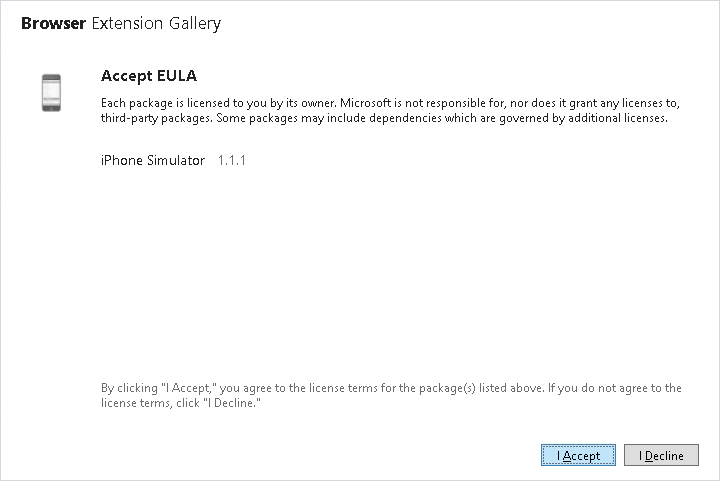 Browser Extension Gallery
Accept EULA
Each package is licensed to you by its owner. Microsoft is not responsible for, nor does it grant any licenses to,
third-party packages. Some packages may include dependencies which are governed by additional licenses.
iPhone Simulator 1.1.1
By clicking "I Accept," you agree to the license terms for the package(s) listed above. If you do not agree to the
license terms, click "I Decline."
I Accept I Decline